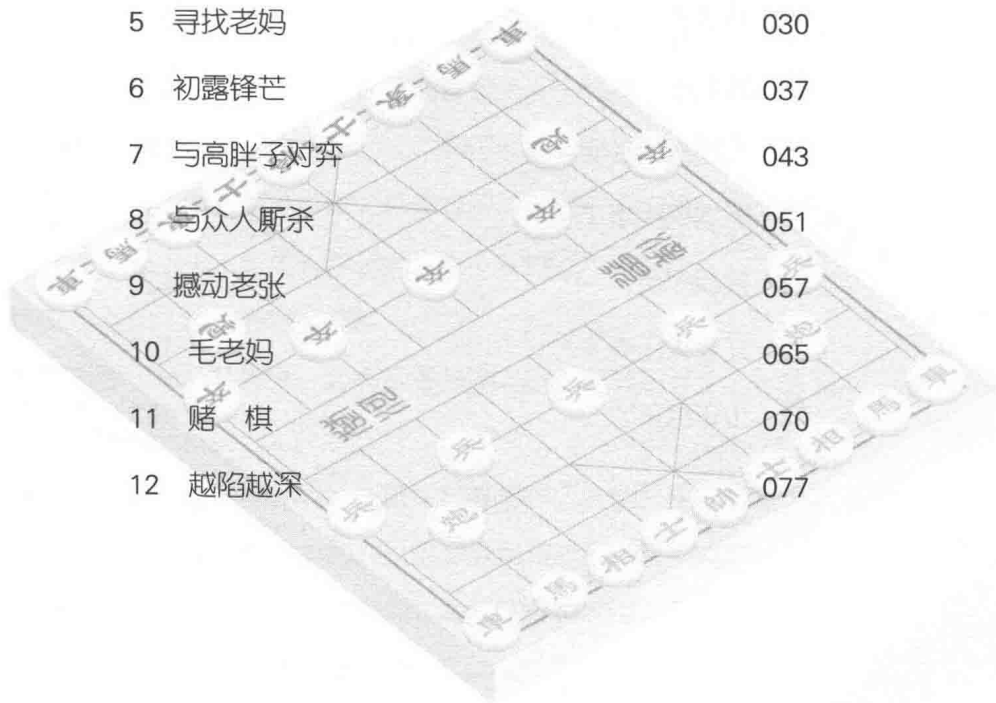 5 寻找老妈 030
6 初露锋芒 037
7 与高胖子对弈 043
8 与众人厮杀 051
9 撼动老张 057
10 毛老妈 065
11 赌 棋 070
12 越陷越深 077